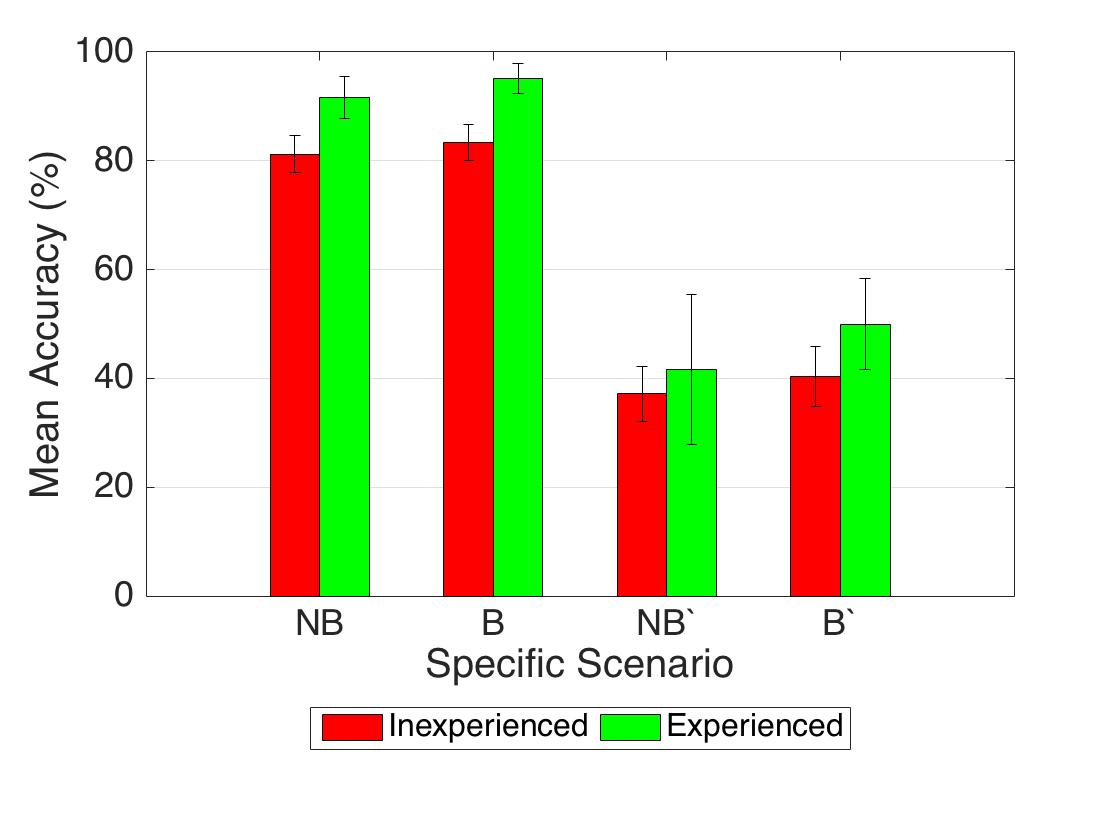 100
80
60
40
20
0
Mean Accuracy (%)
NB B NB` B`
Specific Scenario
Inexperienced Experienced